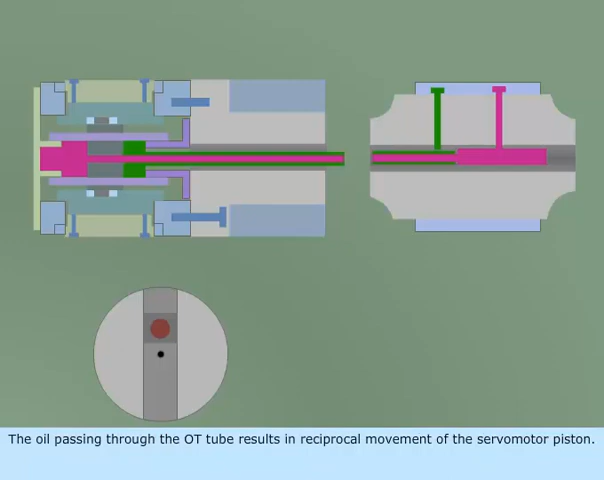 The oil passing through the OT tube results in reciprocal movement of the servomotor piston.